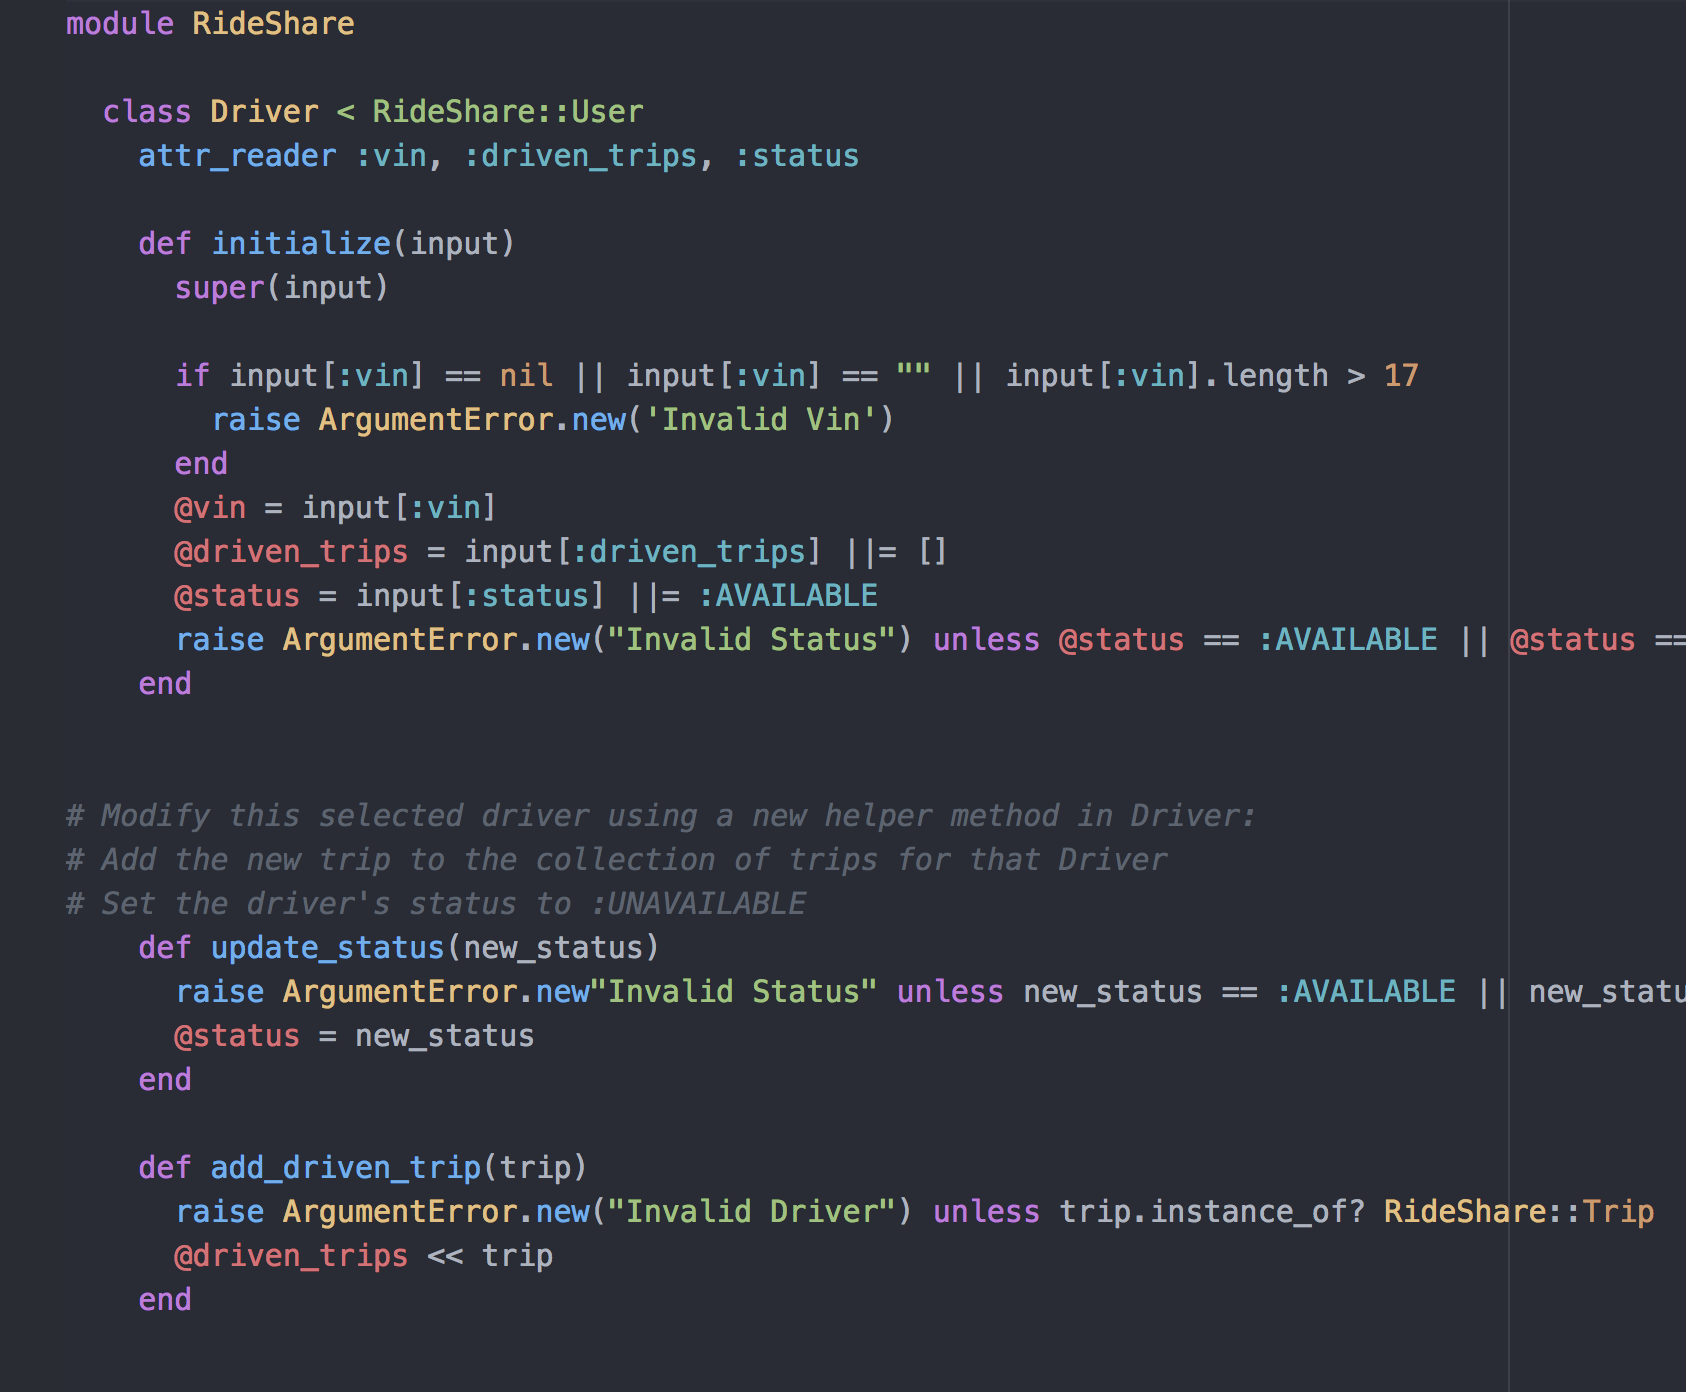 module RideShare
class Driver < RideShare::User
attr_reader :vin, :driven_trips, :status
def initialize(input)
super(input)
if input[:vin] == nil || input[:vin] == "" || input[:vin].length > 17
raise ArgumentError.new('Invalid Vin')
end
@vin = input[:vin]
@driven_trips = input[:driven_trips] ||= []
@status = input[:status] ||= :AVAILABLE
raise ArgumentError.new("Invalid Status") unless @status == :AVAILABLE || @status ==
end
# Modify this selected driver using a new helper method in Driver:
# Add the new trip to the collection of trips for that Driver
# Set the driver's status to :UNAVAILABLE
def update_status(new_status)
raise ArgumentError.new"Invalid Status" unless new_status == :AVAILABLE || new_statu
@status = new_status
end
def add_driven_trip(trip)
raise ArgumentError.new("Invalid Driver") unless trip.instance_of? RideShare::Trip
@driven_trips << trip
end